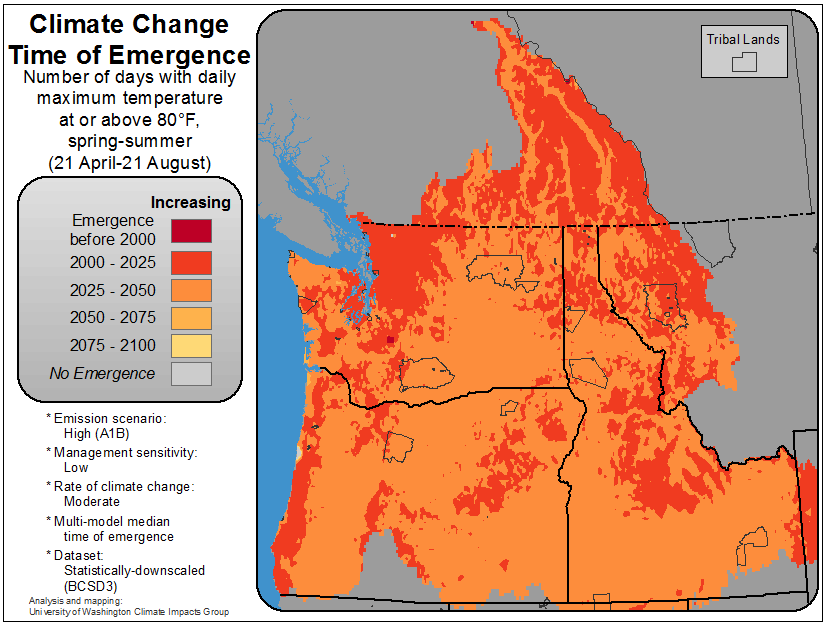 Climate Change
Time of Emergence
Number of days with daily
maximum temperature
at or above 80°F,
spring-summer
(21 April-21 August)
Increasing
Emergence
before 2000
2000 - 2025
2025 - 2050
2050 - 2075
2075 - 2100
No Emergence
* Emission scenario:
High (A1B)
* Management sensitivity:
Low
* Rate of climate change:
Moderate
* Multi-model median
time of emergence
* Dataset:
Statistically-downscaled
(BCSD3)
Analysis and mapping:
University of Washington Climate Impacts Group
Tribal Lands